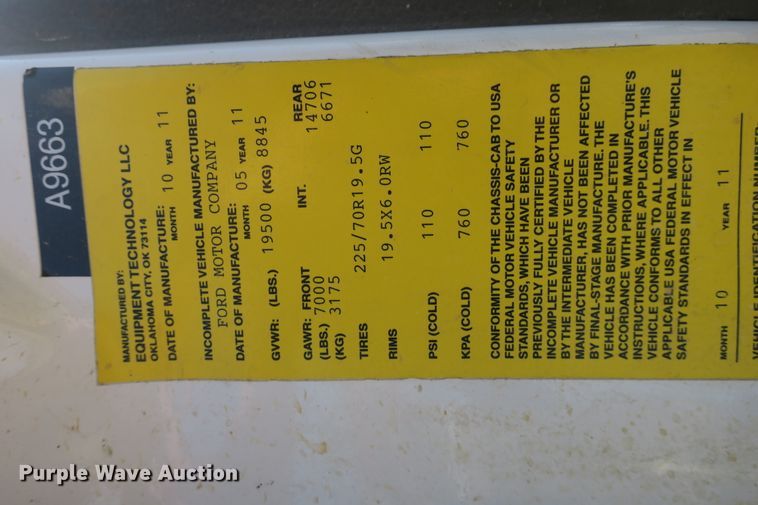 A9663
MANUFACTURED BY:
EQUIPMENT TECHNOLOGY LLC
OKLAHOMA CITY, OK 73114
DATE OF MANUFACTURE: MONTH 10 YEAR 11
INCOMPLETE VEHICLE MANUFACTURED BY:
FORD MOTOR COMPANY
DATE OF MANUFACTURE: MONTH 05 YEAR 11
GVWR: (LBS.) 19500 (KG) 8845
GAWR: FRONT INT. REAR
(LBS.) 7000 14706
(KG) 3175 6671
TIRES 225/70R19.5G
RIMS 19.5X6.0RW
PSI (COLD) 110 110
KPA (COLD) 760 760
CONFORMITY OF THE CHASSIS-CAB TO USA
FEDERAL MOTOR VEHICLE SAFETY
STANDARDS, WHICH HAVE BEEN
PREVIOUSLY FULLY CERTIFIED BY THE
INCOMPLETE VEHICLE MANUFACTURER OR
BY THE INTERMEDIATE VEHICLE
MANUFACTURER, HAS NOT BEEN AFFECTED
BY FINAL-STAGE MANUFACTURE. THE
VEHICLE HAS BEEN COMPLETED IN
ACCORDANCE WITH PRIOR MANUFACTURE'S
INSTRUCTIONS, WHERE APPLICABLE. THIS
VEHICLE CONFORMS TO ALL OTHER
APPLICABLE USA FEDERAL MOTOR VEHICLE
SAFETY STANDARDS IN EFFECT IN
MONTH 10 YEAR 11
VEHICLE IDENTIFICATION NUMBER
Purple Wave Auction